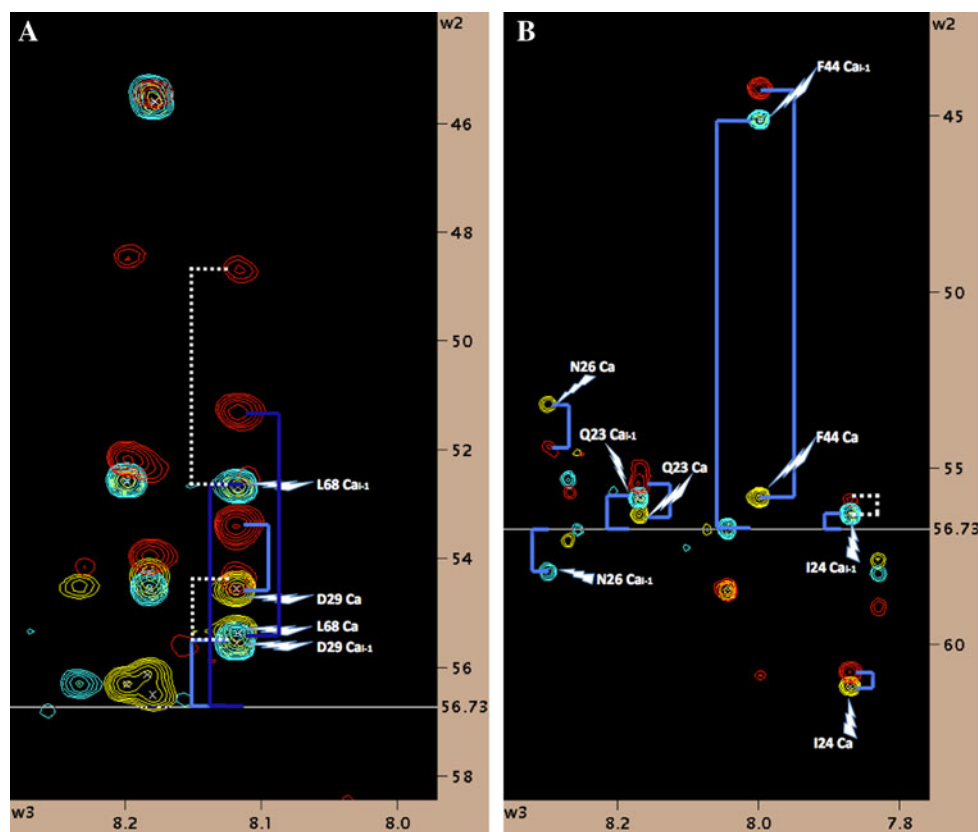 A
w2
46
48
50
52
L68 Cai-1
54
D29 Ca
L68 Ca
D29 Cai-1
56
56.73
58
w3
8.2
8.1
8.0
B
w2
F44 Cai-1
45
50
N26 Ca
Q23 Cai-1
Q23 Ca
F44 Ca
55
56.73
I24 Cai-1
N26 Cai-1
60
I24 Ca
w3
8.2
8.0
7.8